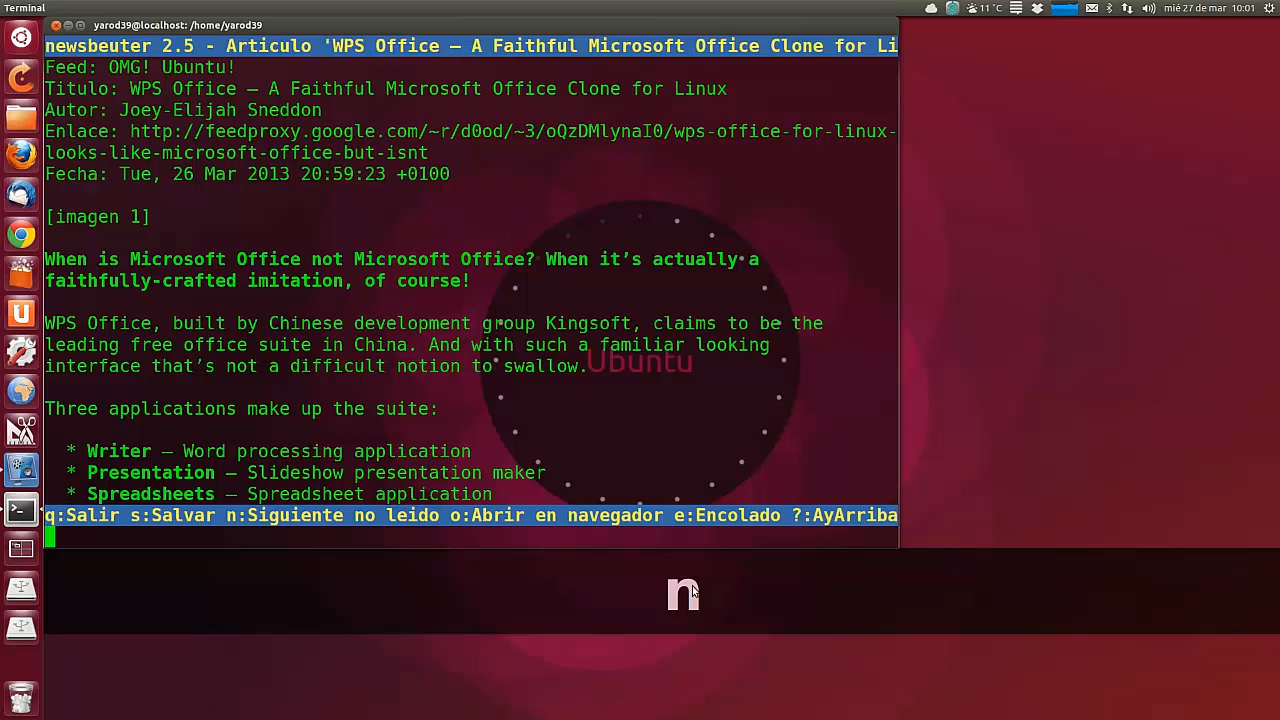 Terminal
11 °C
mié 27 de mar 10:01
yarod39@localhost: /home/yarod39
newsbeuter 2.5 - Articulo 'WPS Office – A Faithful Microsoft Office Clone for Li
Feed: OMG! Ubuntu!
Titulo: WPS Office – A Faithful Microsoft Office Clone for Linux
Autor: Joey-Elijah Sneddon
Enlace: http://feedproxy.google.com/~r/d0od/~3/oQzDMlynaI0/wps-office-for-linux-
looks-like-microsoft-office-but-isnt
Fecha: Tue, 26 Mar 2013 20:59:23 +0100
[imagen 1]
When is Microsoft Office not Microsoft Office? When it’s actually a
faithfully-crafted imitation, of course!
WPS Office, built by Chinese development group Kingsoft, claims to be the
leading free office suite in China. And with such a familiar looking
interface that’s not a difficult notion to swallow.
Ubuntu
Three applications make up the suite:
* Writer – Word processing application
* Presentation – Slideshow presentation maker
* Spreadsheets – Spreadsheet application
q:Salir s:Salvar n:Siguiente no leido o:Abrir en navegador e:Encolado ?:AyArriba
n